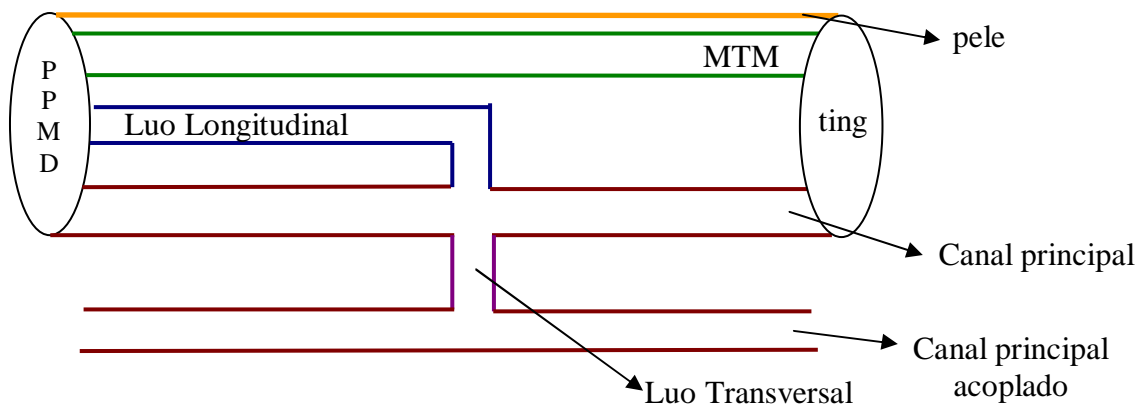 pele
MTM
P
P
M
D
Luo Longitudinal
ting
Canal principal
Canal principal
acoplado
Luo Transversal